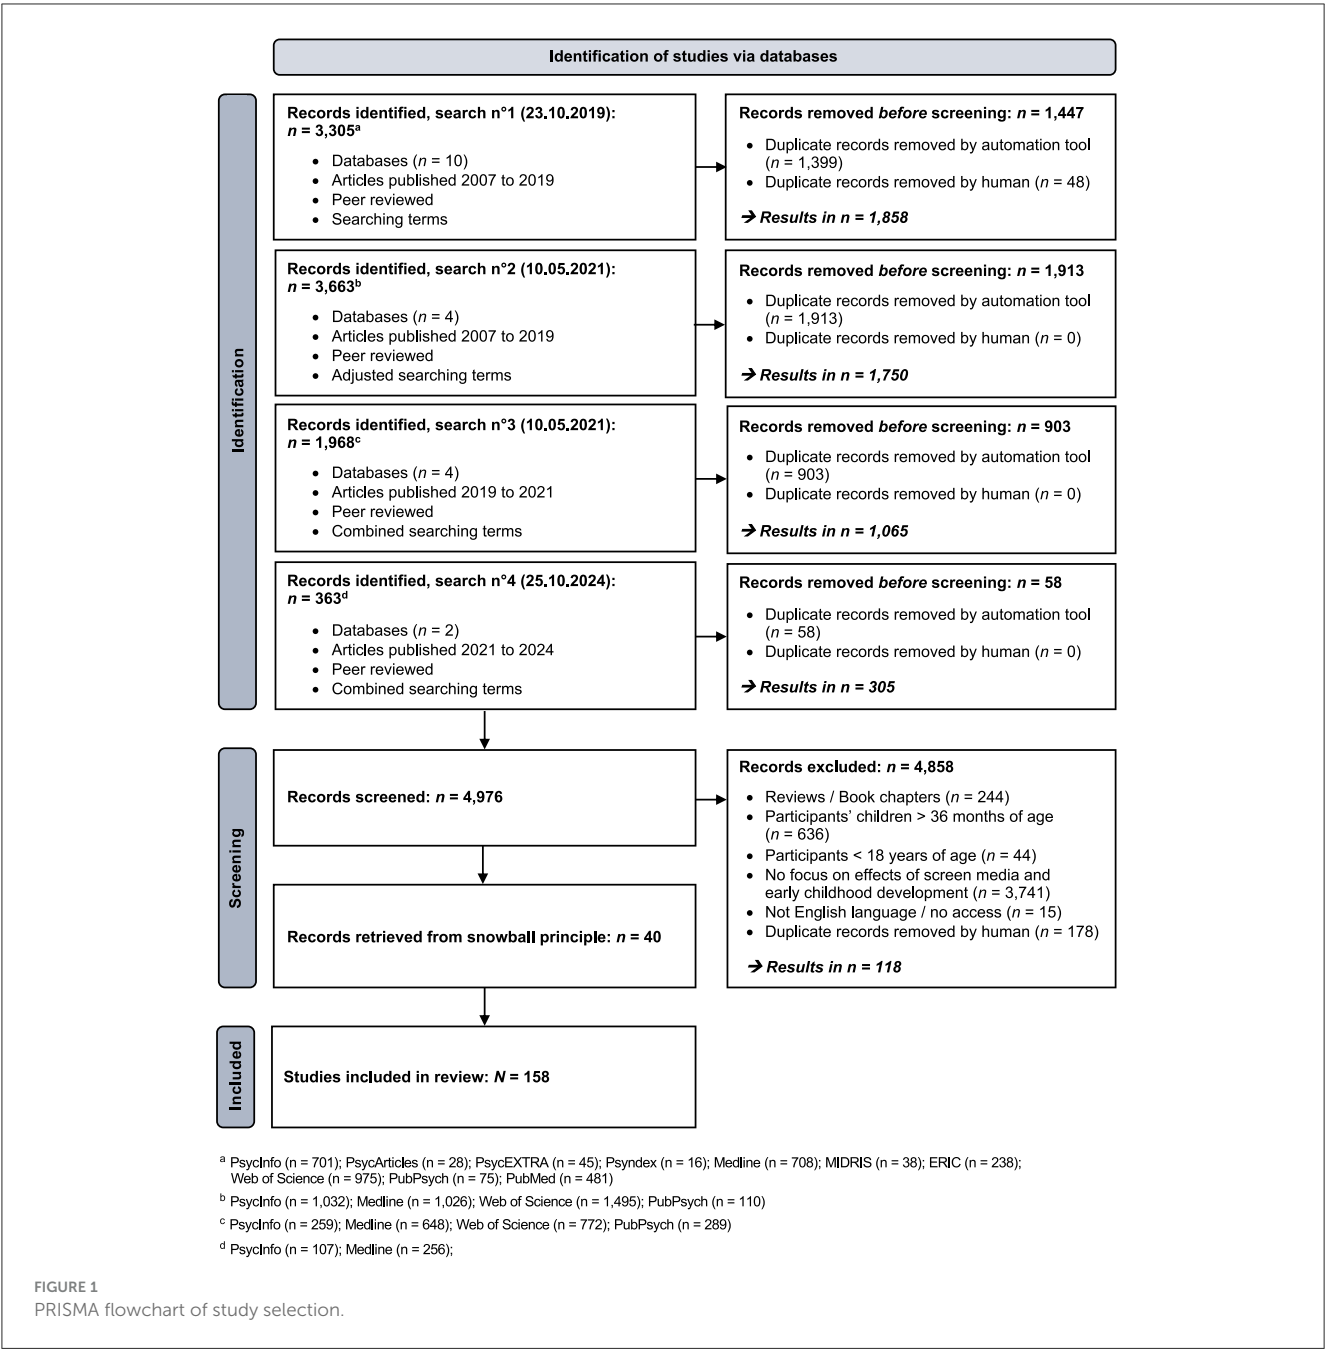 Identification of studies via databases
Identification
Records identified, search n°1 (23.10.2019):
n = 3,305ᵃ
• Databases (n = 10)
• Articles published 2007 to 2019
• Peer reviewed
• Searching terms
Records removed before screening: n = 1,447
• Duplicate records removed by automation tool
(n = 1,399)
• Duplicate records removed by human (n = 48)
→ Results in n = 1,858
Records identified, search n°2 (10.05.2021):
n = 3,663ᵇ
• Databases (n = 4)
• Articles published 2007 to 2019
• Peer reviewed
• Adjusted searching terms
Records removed before screening: n = 1,913
• Duplicate records removed by automation tool
(n = 1,913)
• Duplicate records removed by human (n = 0)
→ Results in n = 1,750
Records identified, search n°3 (10.05.2021):
n = 1,968ᶜ
• Databases (n = 4)
• Articles published 2019 to 2021
• Peer reviewed
• Combined searching terms
Records removed before screening: n = 903
• Duplicate records removed by automation tool
(n = 903)
• Duplicate records removed by human (n = 0)
→ Results in n = 1,065
Records identified, search n°4 (25.10.2024):
n = 363ᵈ
• Databases (n = 2)
• Articles published 2021 to 2024
• Peer reviewed
• Combined searching terms
Records removed before screening: n = 58
• Duplicate records removed by automation tool
(n = 58)
• Duplicate records removed by human (n = 0)
→ Results in n = 305
Screening
Records screened: n = 4,976
Records excluded: n = 4,858
• Reviews / Book chapters (n = 244)
• Participants’ children > 36 months of age
(n = 636)
• Participants < 18 years of age (n = 44)
• No focus on effects of screen media and
early childhood development (n = 3,741)
• Not English language / no access (n = 15)
• Duplicate records removed by human (n = 178)
→ Results in n = 118
Records retrieved from snowball principle: n = 40
Included
Studies included in review: N = 158
ᵃ PsycInfo (n = 701); PsycArticles (n = 28); PsycEXTRA (n = 45); Psyndex (n = 16); Medline (n = 708); MIDRIS (n = 38); ERIC (n = 238);
Web of Science (n = 975); PubPsych (n = 75); PubMed (n = 481)
ᵇ PsycInfo (n = 1,032); Medline (n = 1,026); Web of Science (n = 1,495); PubPsych (n = 110)
ᶜ PsycInfo (n = 259); Medline (n = 648); Web of Science (n = 772); PubPsych (n = 289)
ᵈ PsycInfo (n = 107); Medline (n = 256);
FIGURE 1
PRISMA flowchart of study selection.